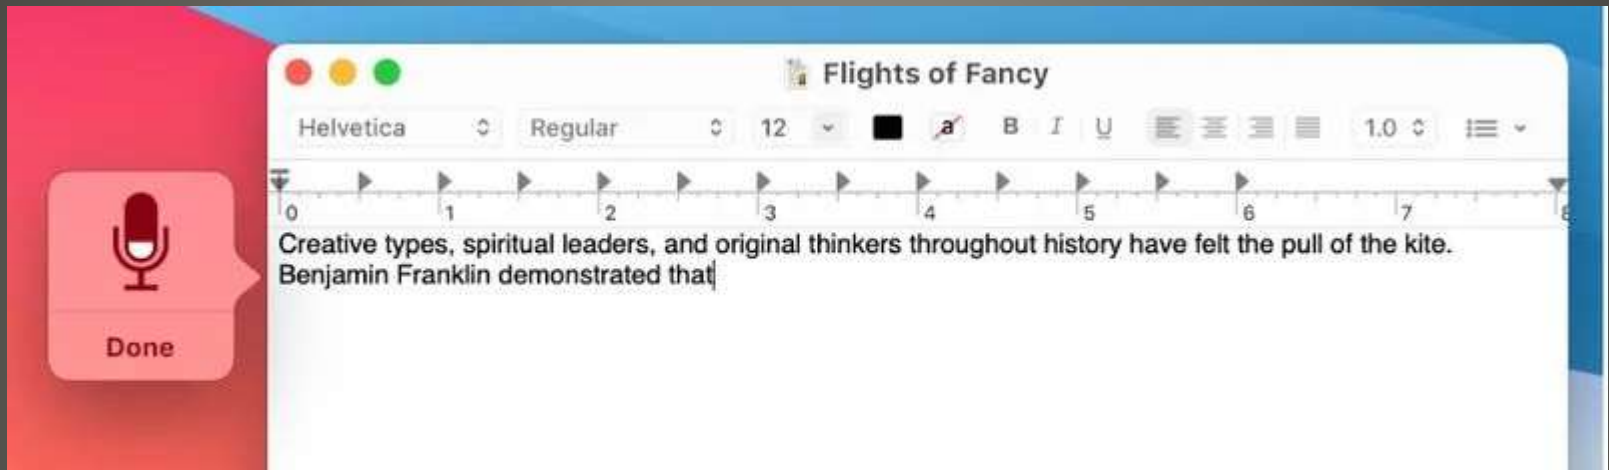 Flights of Fancy
Helvetica Regular 12 a B I U 1.0
0 1 2 3 4 5 6 7 8
Creative types, spiritual leaders, and original thinkers throughout history have felt the pull of the kite.
Benjamin Franklin demonstrated that
Done